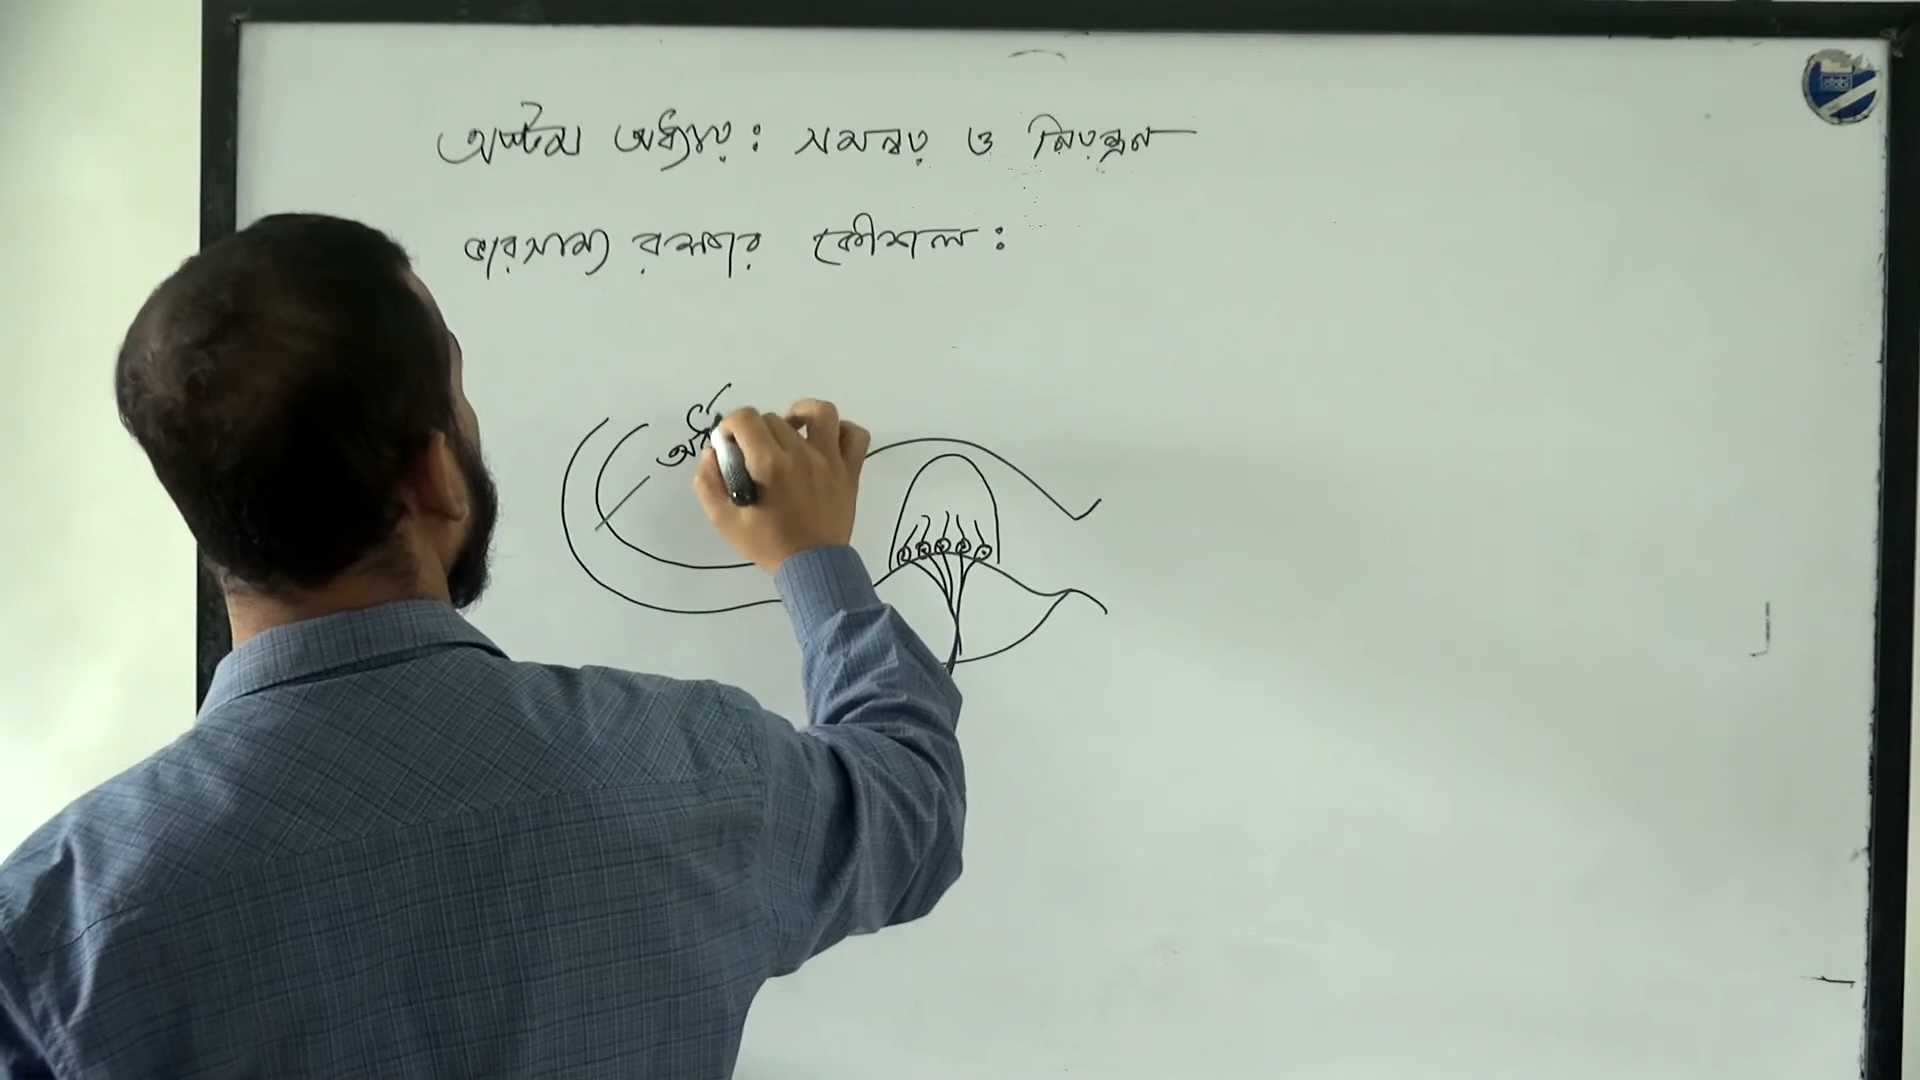 অষ্টম অধ্যায় : সমন্বয় ও নিয়ন্ত্রণ
ভারসাম্য রক্ষার কৌশল :